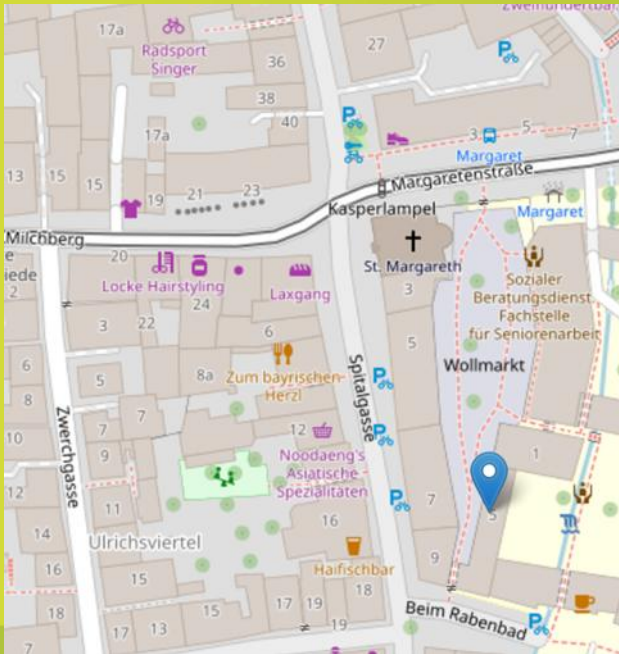 Zweihundertbar
17a
Radsport
Singer
27
36
38
40
17a
3
5
7
Margaret
13
15
15
19
21
23
Margaretenstraße
Kasperlampel
Margaret
Milchberg
St. Margareth
20
iede
2
Locke Hairstyling
24
Laxgang
3
Sozialer
Beratungsdienst
Fachstelle
für Seniorenarbeit
3
22
6
5
Wollmarkt
6
5
8a
Zum bayrischen
Herzl
Spitalgasse
8
7
10
7
12
Zwerchgasse
9
Noodaeng's
Asiatische
Spezialitäten
1
12
11
7
5
14
Ulrichsviertel
16
16
15
Haifischbar
9
18
15
17
19
18
Beim Rabenbad
17
13
19
7